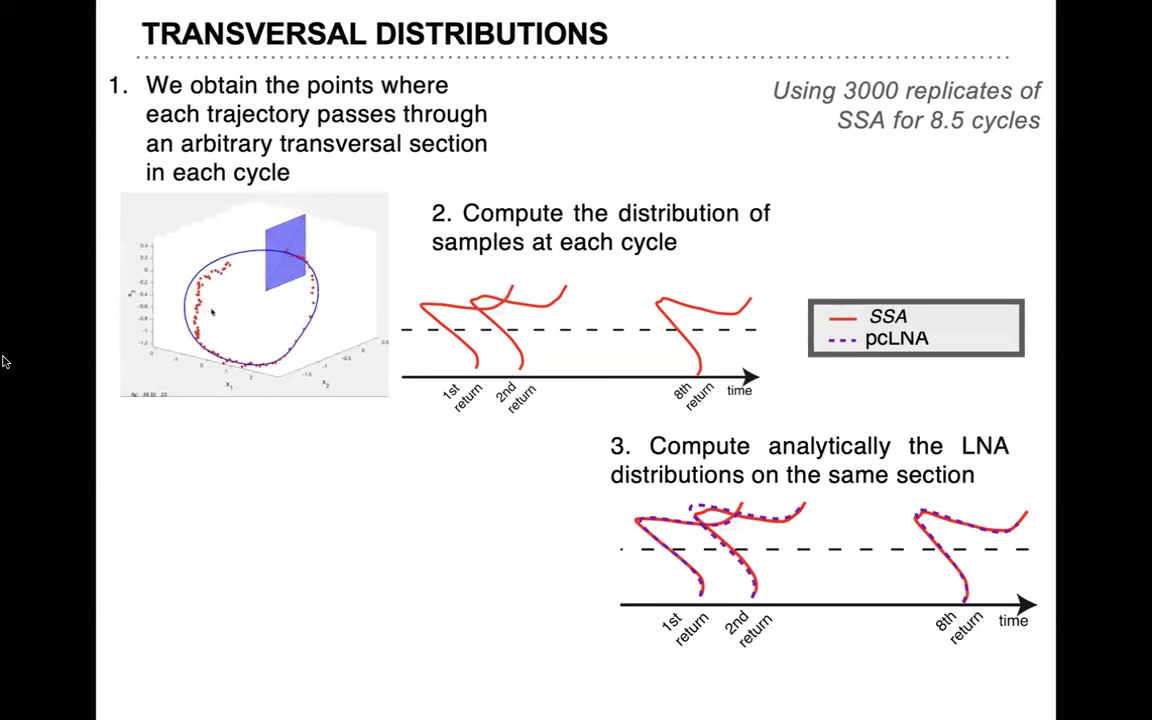 TRANSVERSAL DISTRIBUTIONS
1. We obtain the points where
each trajectory passes through
an arbitrary transversal section
in each cycle
Using 3000 replicates of
SSA for 8.5 cycles
2. Compute the distribution of
samples at each cycle
1st return
2nd return
8th return
time
SSA
pcLNA
3. Compute analytically the LNA
distributions on the same section
1st return
2nd return
8th return
time